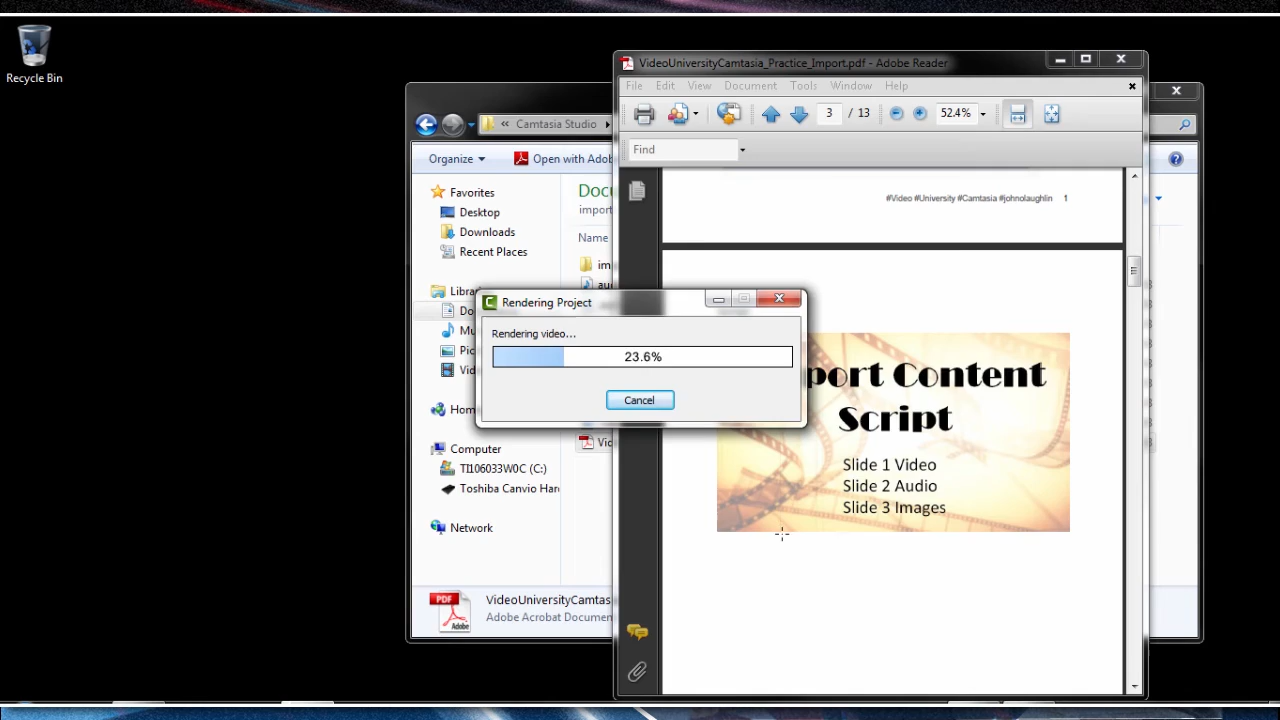 Recycle Bin
VideoUniversityCamtasia_Practice_Import.pdf - Adobe Reader
File Edit View Document Tools Window Help
3 / 13 52.4%
Find
« Camtasia Studio
Organize Open with Adob
Favorites
Desktop
Downloads
Recent Places
Computer
TI106033W0C (C:)
Toshiba Canvio Har
Network
Name
#Video #University #Camtasia #johnolaughlin 1
Rendering Project
Rendering video...
23.6%
Cancel
port Content
Script
Slide 1 Video
Slide 2 Audio
Slide 3 Images
PDF
Adobe
VideoUniversityCamtas
Adobe Acrobat Documen